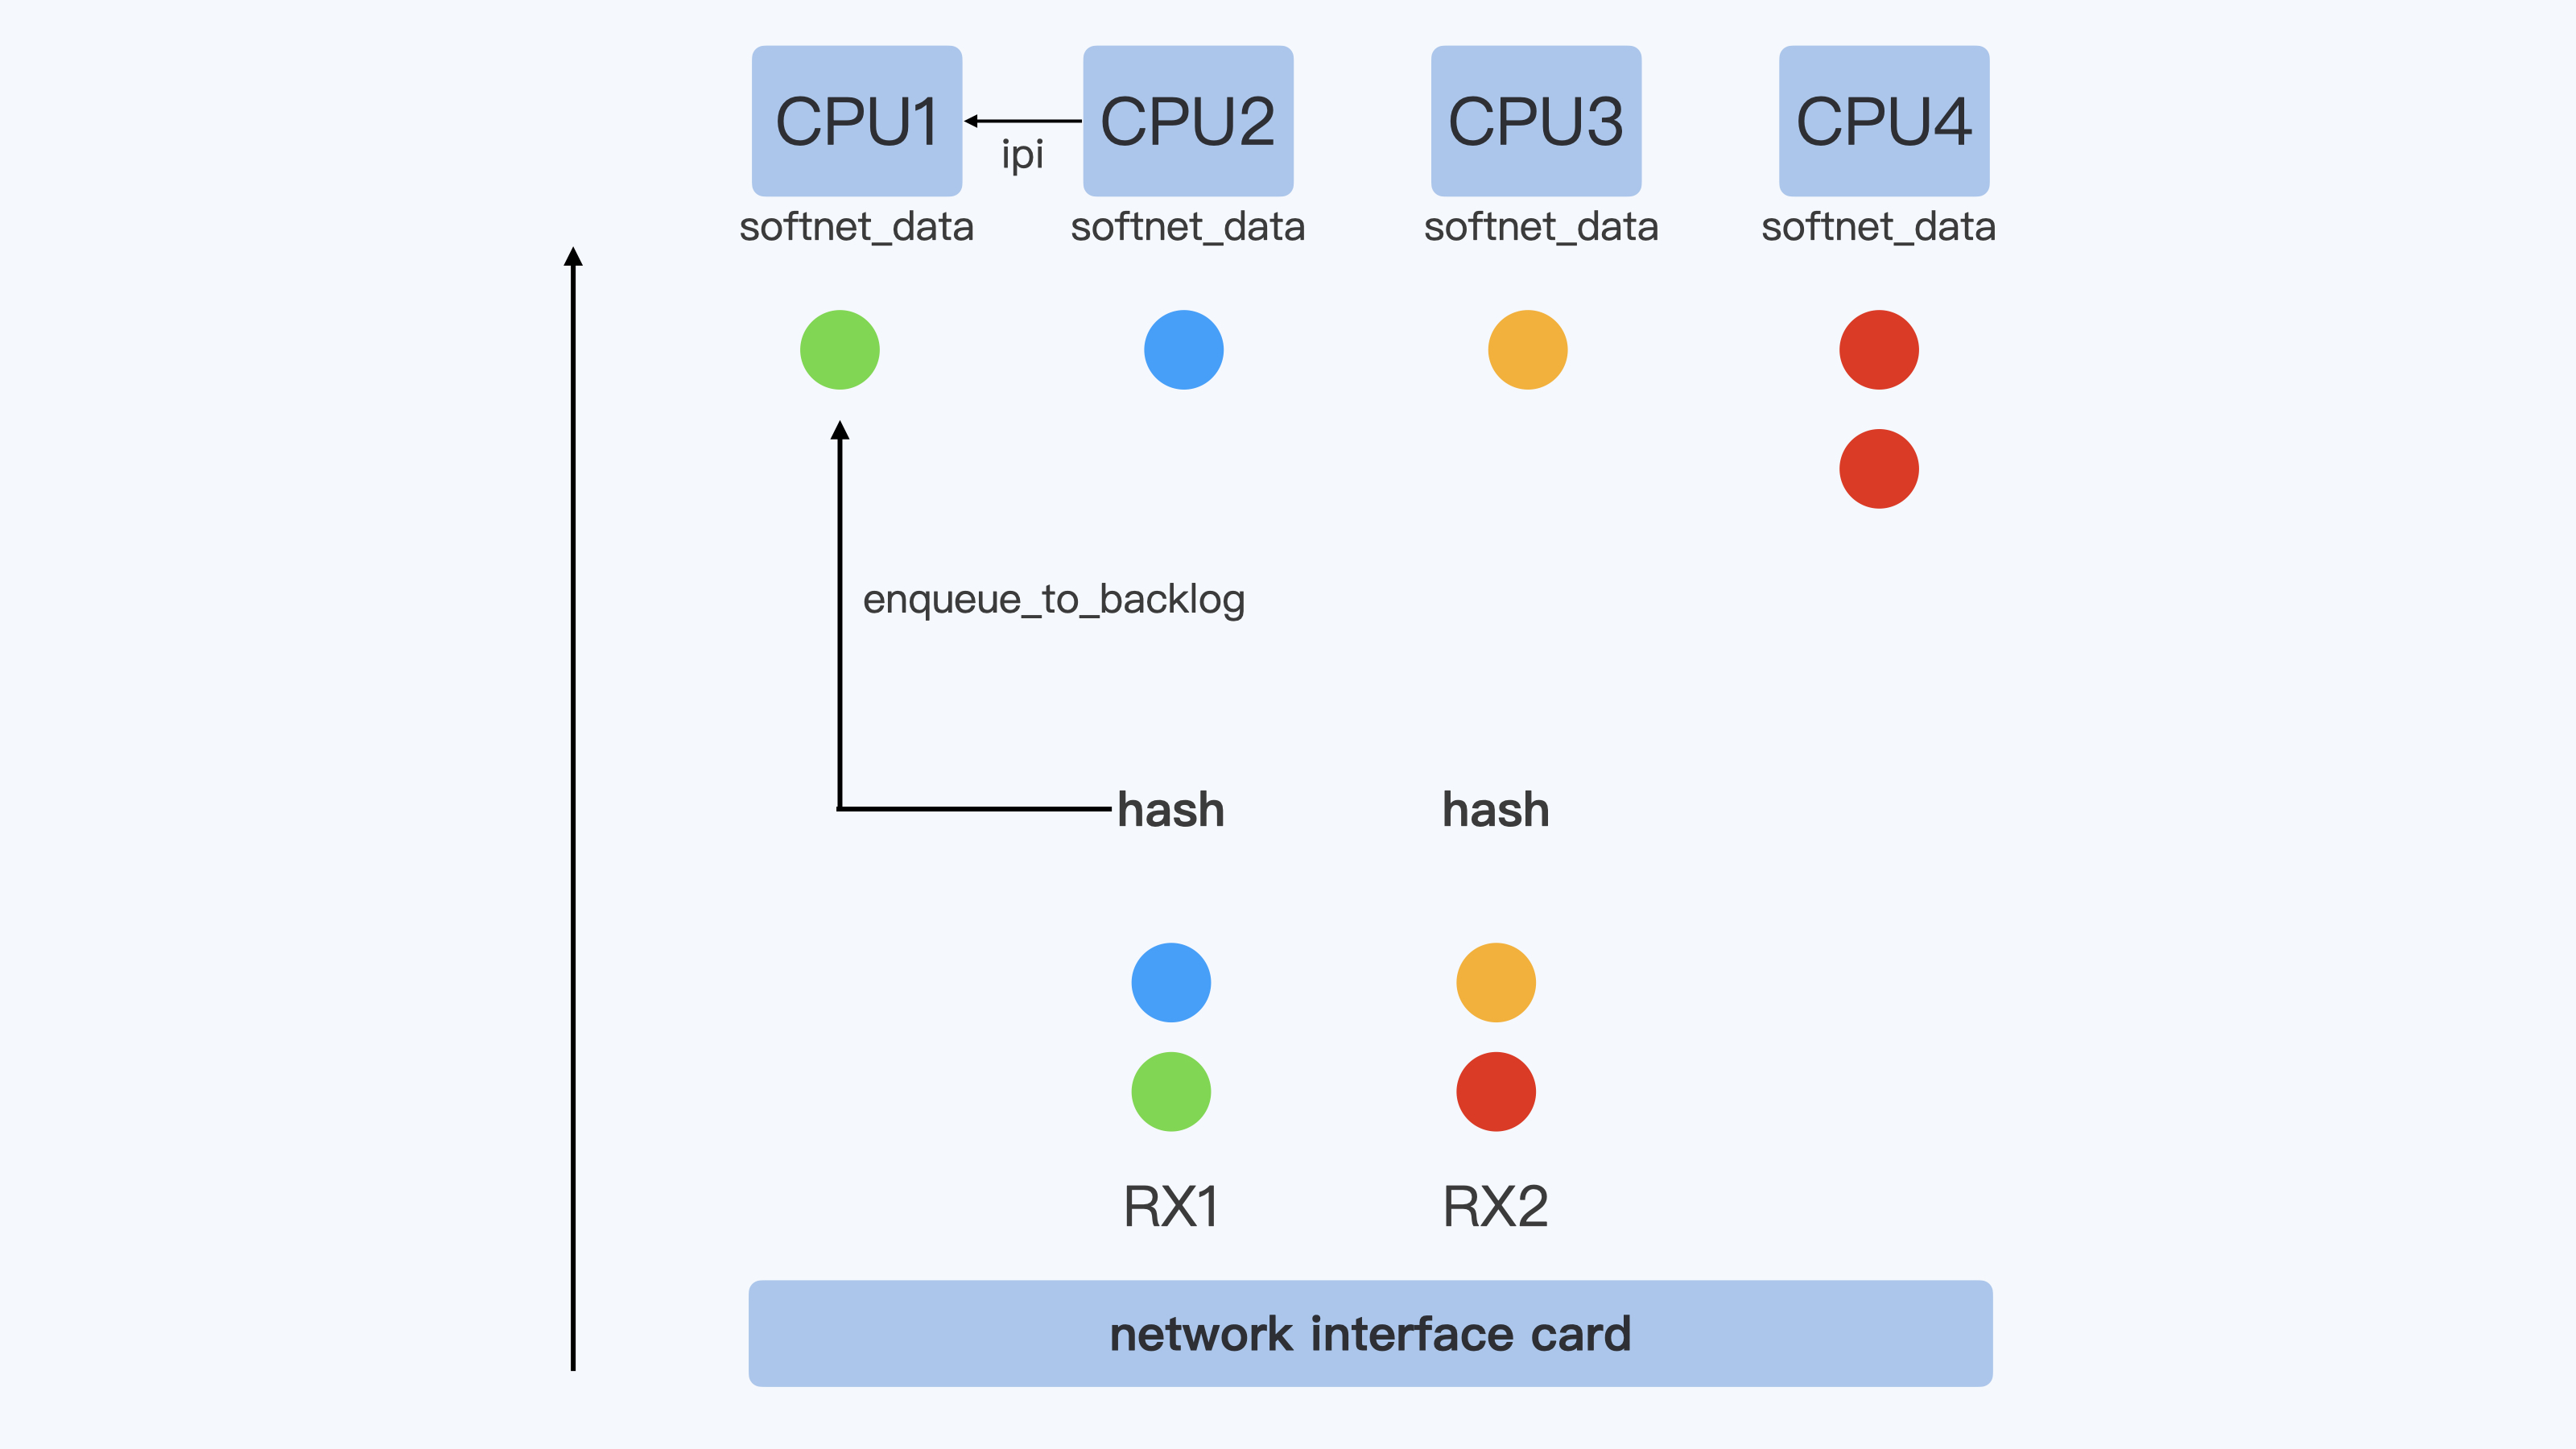 CPU1
CPU2
CPU3
CPU4
ipi
softnet_data
softnet_data
softnet_data
softnet_data
enqueue_to_backlog
hash
hash
RX1
RX2
network interface card